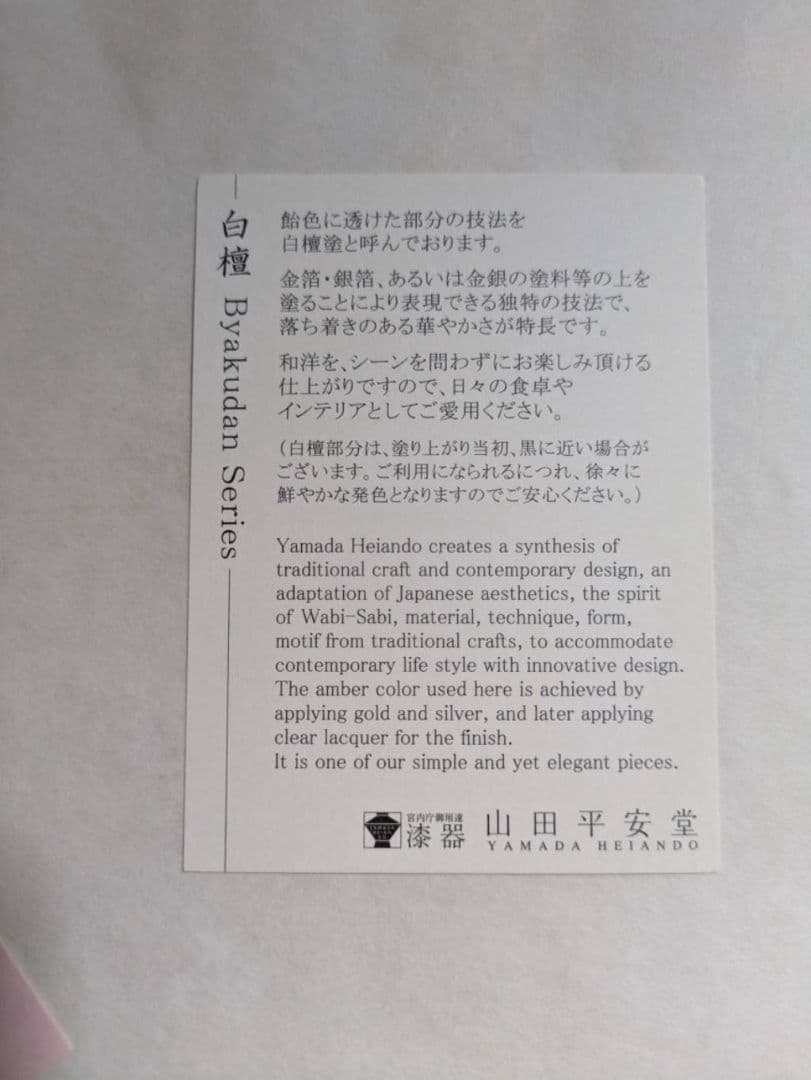 白檀 Byakudan Series
飴色に透けた部分の技法を
白檀塗と呼んでおります。
金箔・銀箔、あるいは金銀の塗料等の上を
塗ることにより表現できる独特の技法で、
落ち着きのある華やかさが特長です。
和洋を、シーンを問わずにお楽しみ頂ける
仕上がりですので、日々の食卓や
インテリアとしてご愛用ください。
（白檀部分は、塗り上がり当初、黒に近い場合が
ございます。ご利用になられるにつれ、徐々に
鮮やかな発色となりますのでご安心ください。）
Yamada Heiando creates a synthesis of
traditional craft and contemporary design, an
adaptation of Japanese aesthetics, the spirit
of Wabi-Sabi, material, technique, form,
motif from traditional crafts, to accommodate
contemporary life style with innovative design.
The amber color used here is achieved by
applying gold and silver, and later applying
clear lacquer for the finish.
It is one of our simple and yet elegant pieces.
宮内庁御用達
漆器 山田平安堂
YAMADA HEIANDO